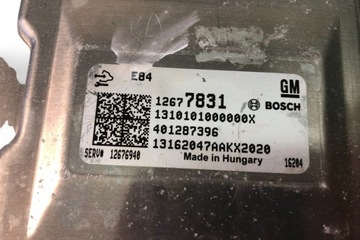 E84
GM
12677831
BOSCH
1310101000000X
401287396
13162047AAKX2020
SERV# 12676940
Made in Hungary
16204